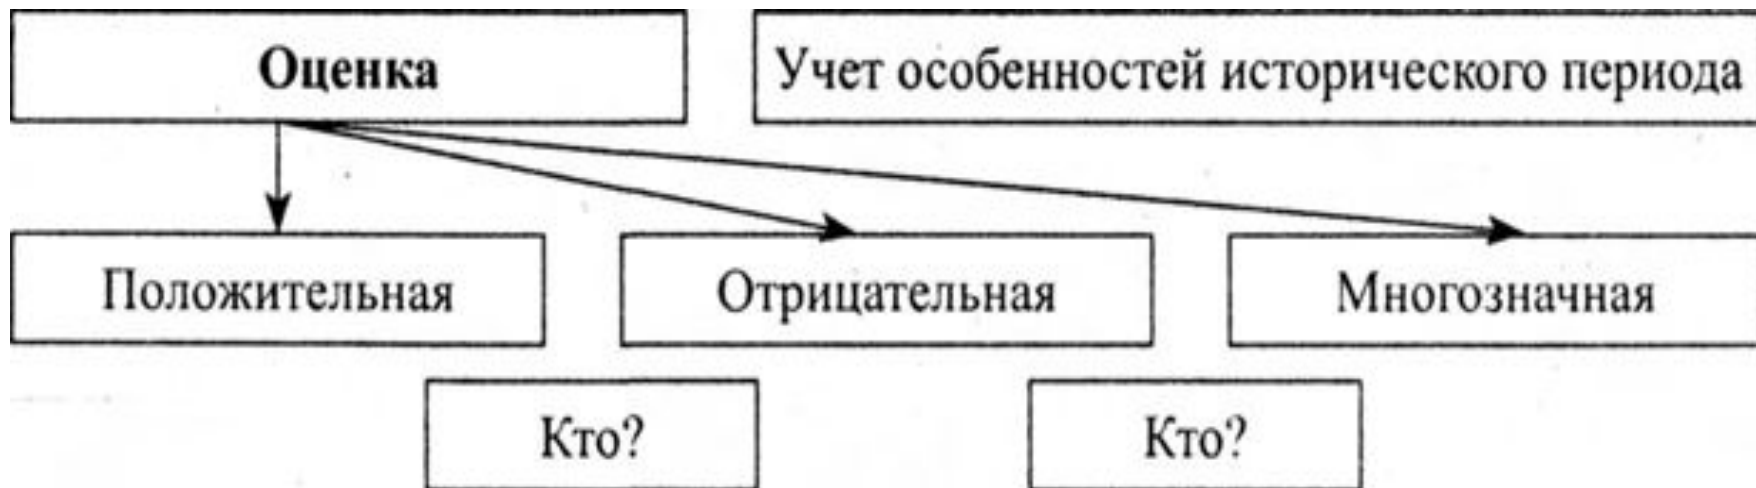 Оценка
Учет особенностей исторического периода
Положительная
Отрицательная
Многозначная
Кто?
Кто?